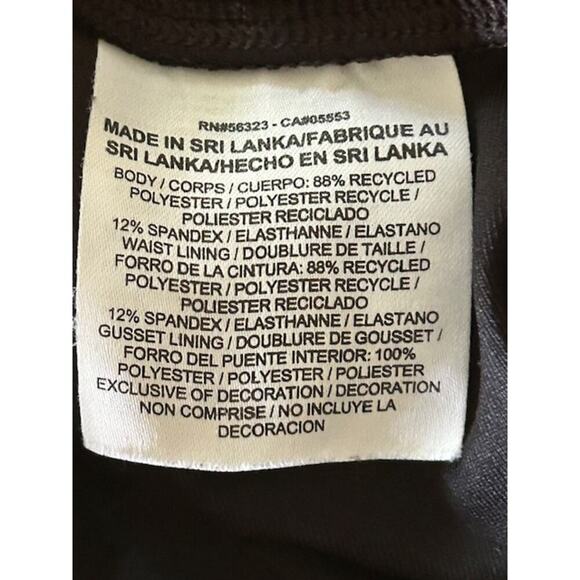 RN#56323 - CA#05553
MADE IN SRI LANKA/FABRIQUE AU
SRI LANKA/HECHO EN SRI LANKA
BODY / CORPS / CUERPO: 88% RECYCLED
POLYESTER / POLYESTER RECYCLE /
POLIESTER RECICLADO
12% SPANDEX / ELASTHANNE / ELASTANO
WAIST LINING / DOUBLURE DE TAILLE /
FORRO DE LA CINTURA: 88% RECYCLED
POLYESTER / POLYESTER RECYCLE /
POLIESTER RECICLADO
12% SPANDEX / ELASTHANNE / ELASTANO
GUSSET LINING / DOUBLURE DE GOUSSET /
FORRO DEL PUENTE INTERIOR: 100%
POLYESTER / POLYESTER / POLIESTER
EXCLUSIVE OF DECORATION / DECORATION
NON COMPRISE / NO INCLUYE LA
DECORACION